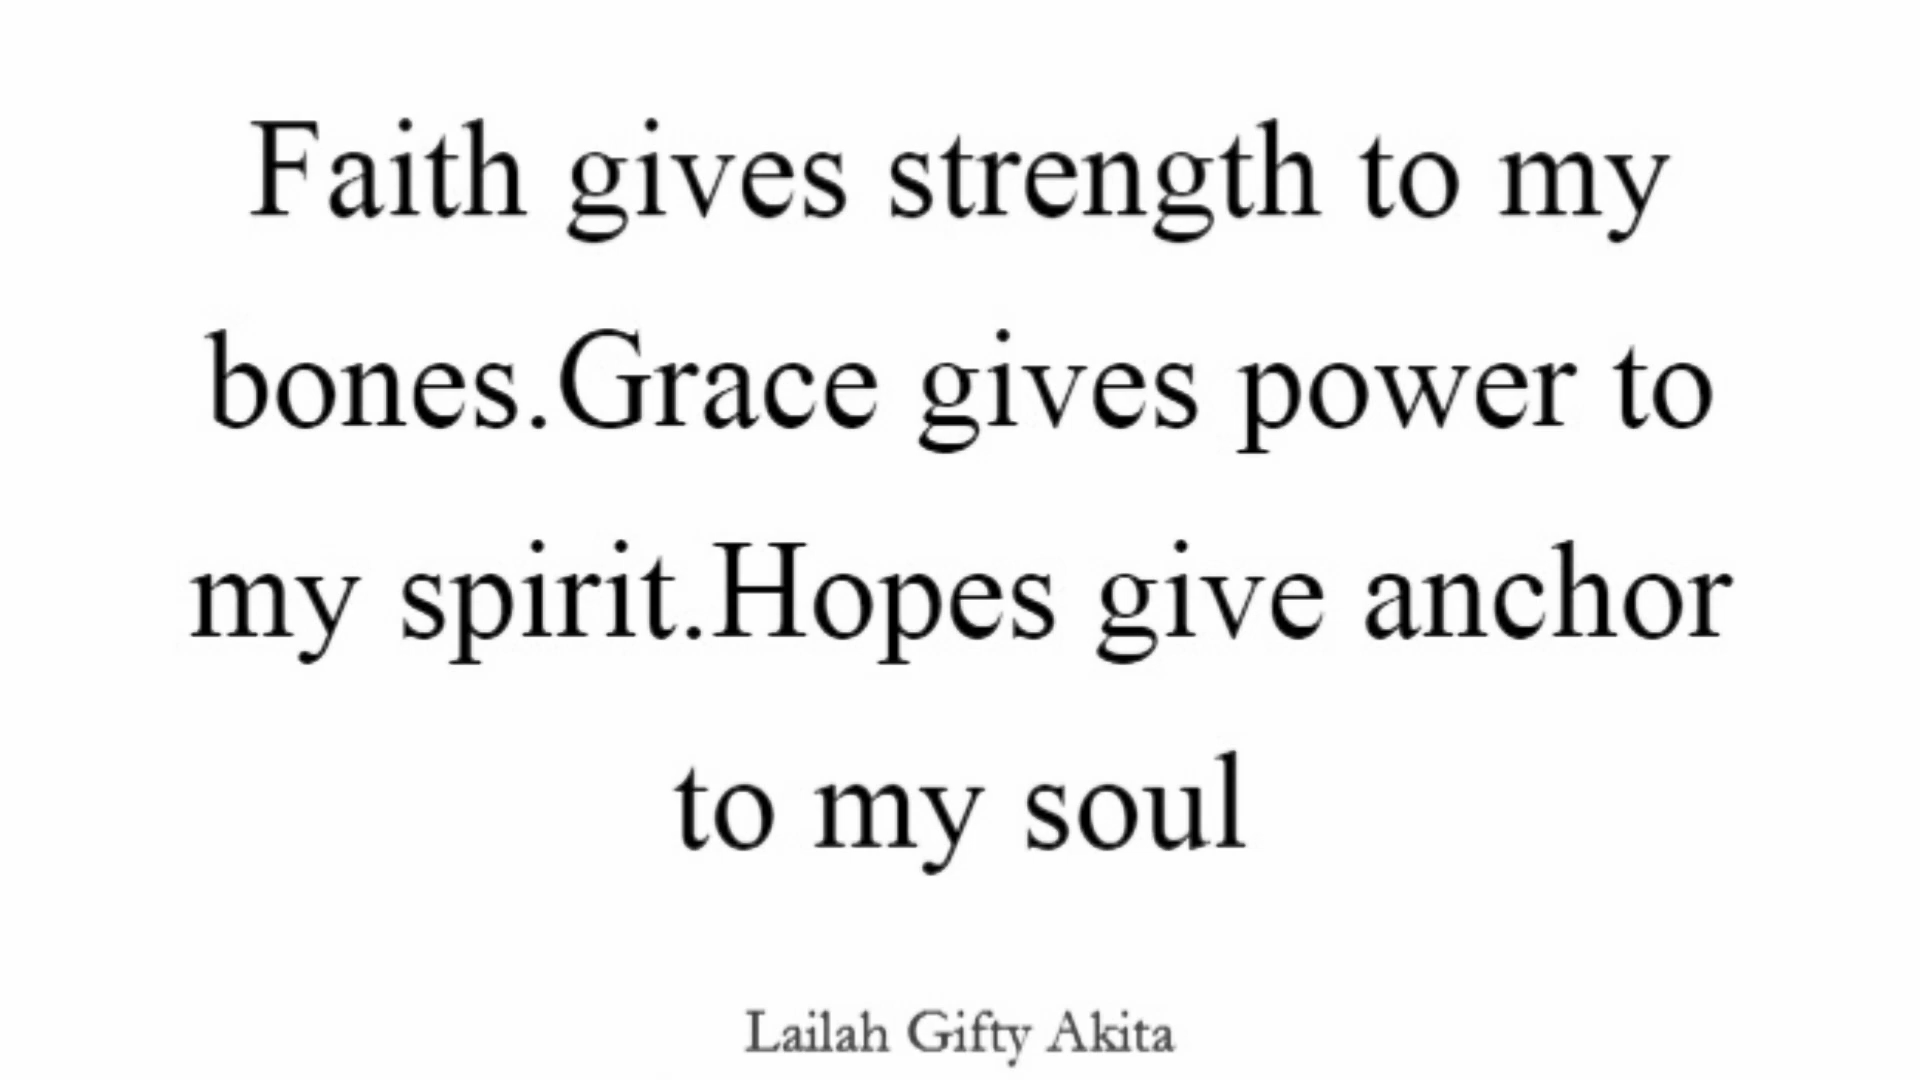 Faith gives strength to my
bones.Grace gives power to
my spirit.Hopes give anchor
to my soul
Lailah Gifty Akita